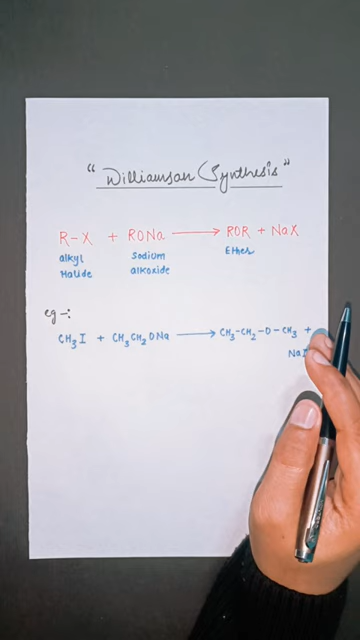 "Williamson Synthesis"
R-X + RONa ⟶ ROR + NaX
alkyl Halide Sodium alkoxide Ether
eg -:
CH₃I + CH₃CH₂ONa ⟶ CH₃-CH₂-O-CH₃ +
NaI